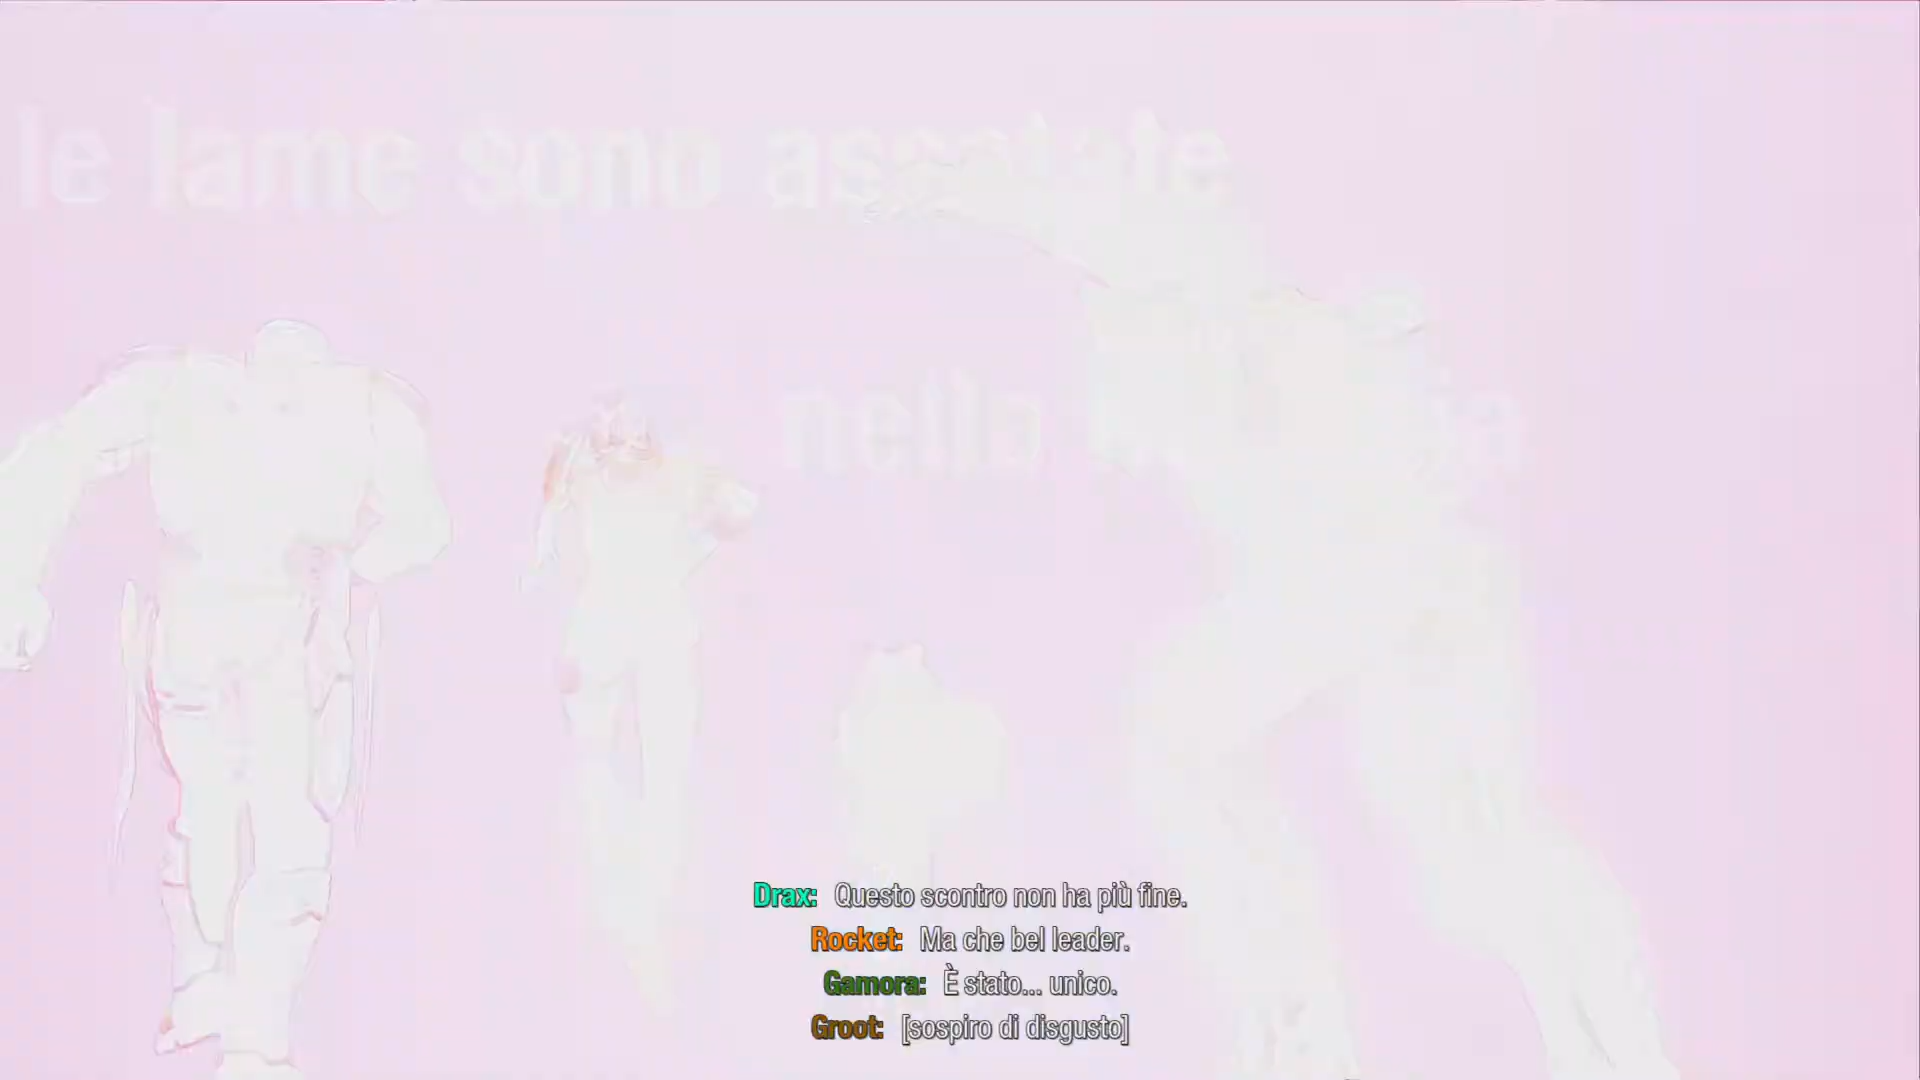 le lame sono assetate
nello
Drax: Questo scontro non ha più fine.
Rocket: Ma che bel leader.
Gamora: È stato... unico.
Groot: [sospiro di disgusto]